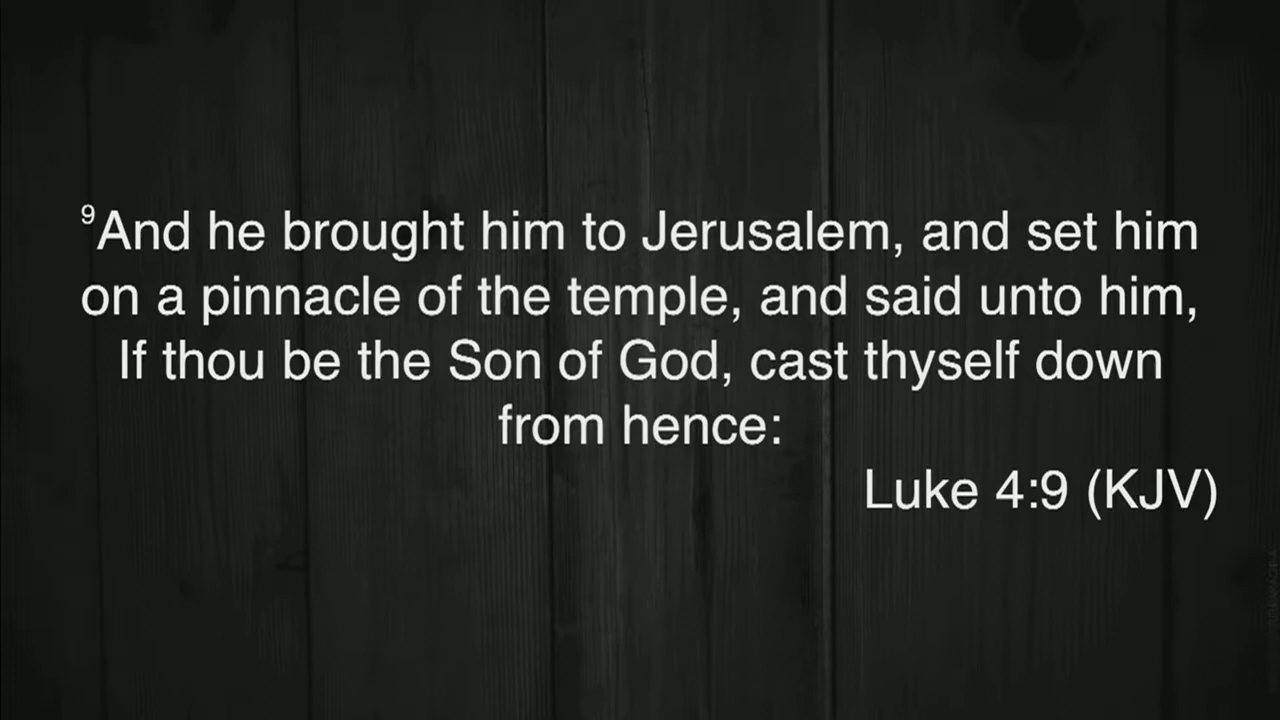 9And he brought him to Jerusalem, and set him
on a pinnacle of the temple, and said unto him,
If thou be the Son of God, cast thyself down
from hence:
Luke 4:9 (KJV)